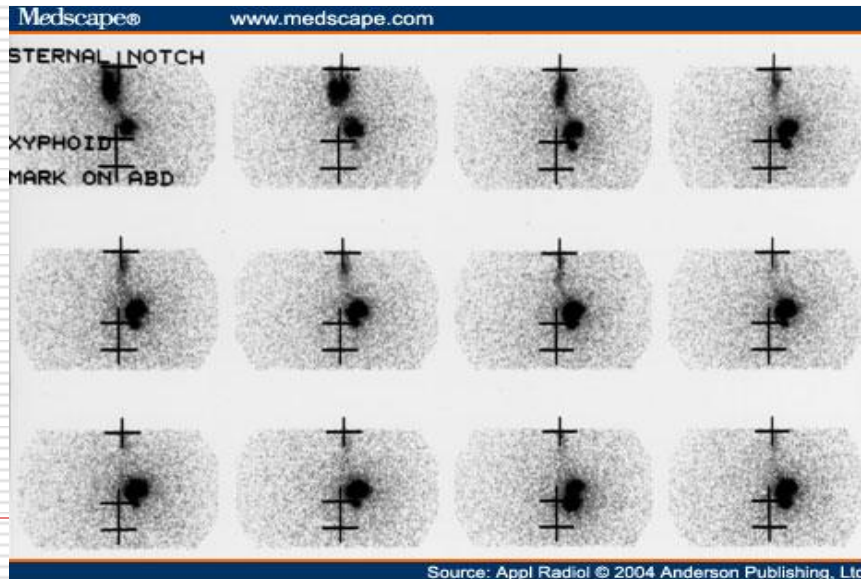 Medscape® www.medscape.com
STERNAL NOTCH
XYPHOID
MARK ON ABD
Source: Appl Radiol © 2004 Anderson Publishing, Ltd